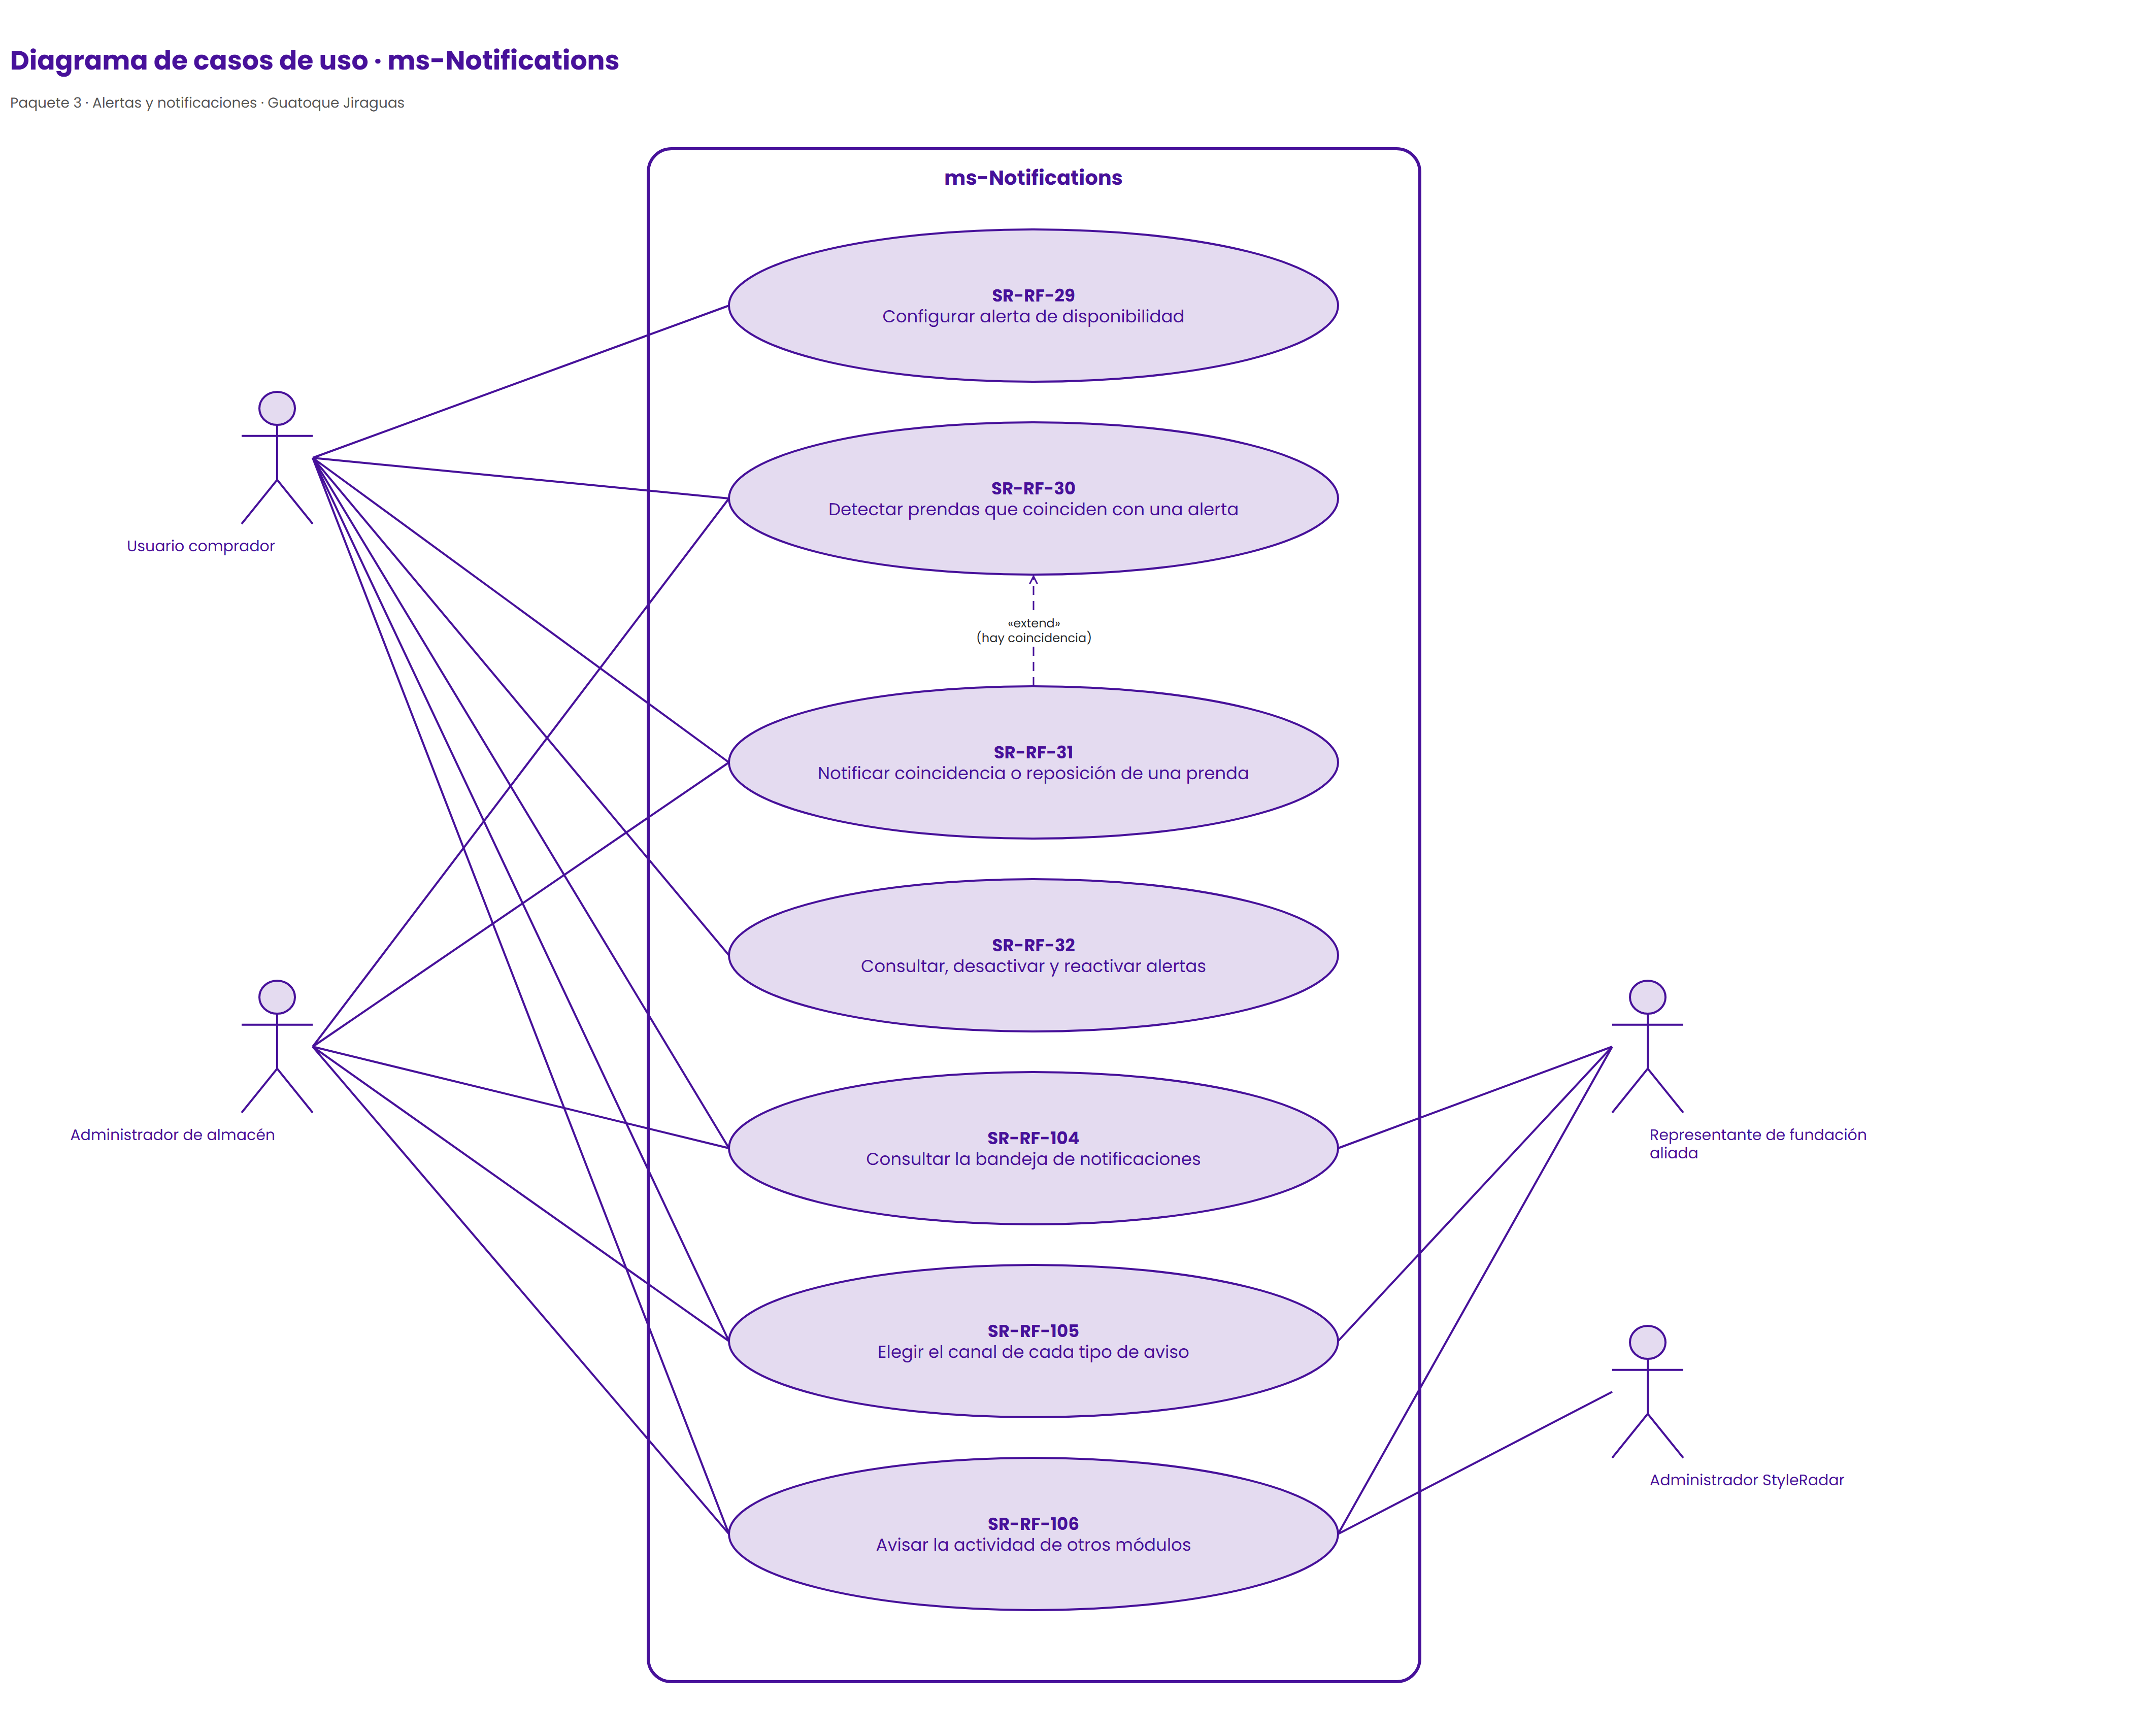 Diagrama de casos de uso · ms-Notifications
Paquete 3 · Alertas y notificaciones · Guatoque Jiraguas
ms-Notifications
SR-RF-29
Configurar alerta de disponibilidad
SR-RF-30
Detectar prendas que coinciden con una alerta
Usuario comprador
«extend»
(hay coincidencia)
SR-RF-31
Notificar coincidencia o reposición de una prenda
SR-RF-32
Consultar, desactivar y reactivar alertas
Administrador de almacén
SR-RF-104
Consultar la bandeja de notificaciones
Representante de fundación
aliada
SR-RF-105
Elegir el canal de cada tipo de aviso
Administrador StyleRadar
SR-RF-106
Avisar la actividad de otros módulos